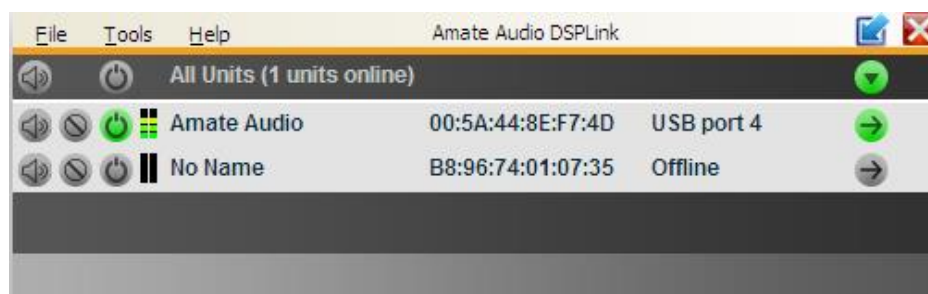 File Tools Help Amate Audio DSPLink
All Units (1 units online)
Amate Audio 00:5A:44:8E:F7:4D USB port 4
No Name B8:96:74:01:07:35 Offline